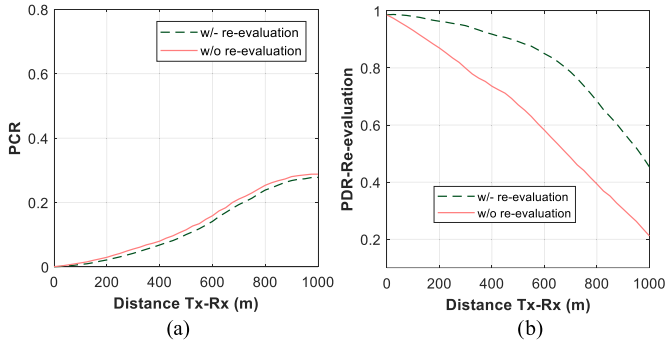 0.8
0.6
0.4
0.2
0
PCR
w/- re-evaluation
w/o re-evaluation
0 200 400 600 800 1000
Distance Tx-Rx (m)
(a)
1
0.8
0.6
0.4
0.2
PDR-Re-evaluation
w/- re-evaluation
w/o re-evaluation
0 200 400 600 800 1000
Distance Tx-Rx (m)
(b)